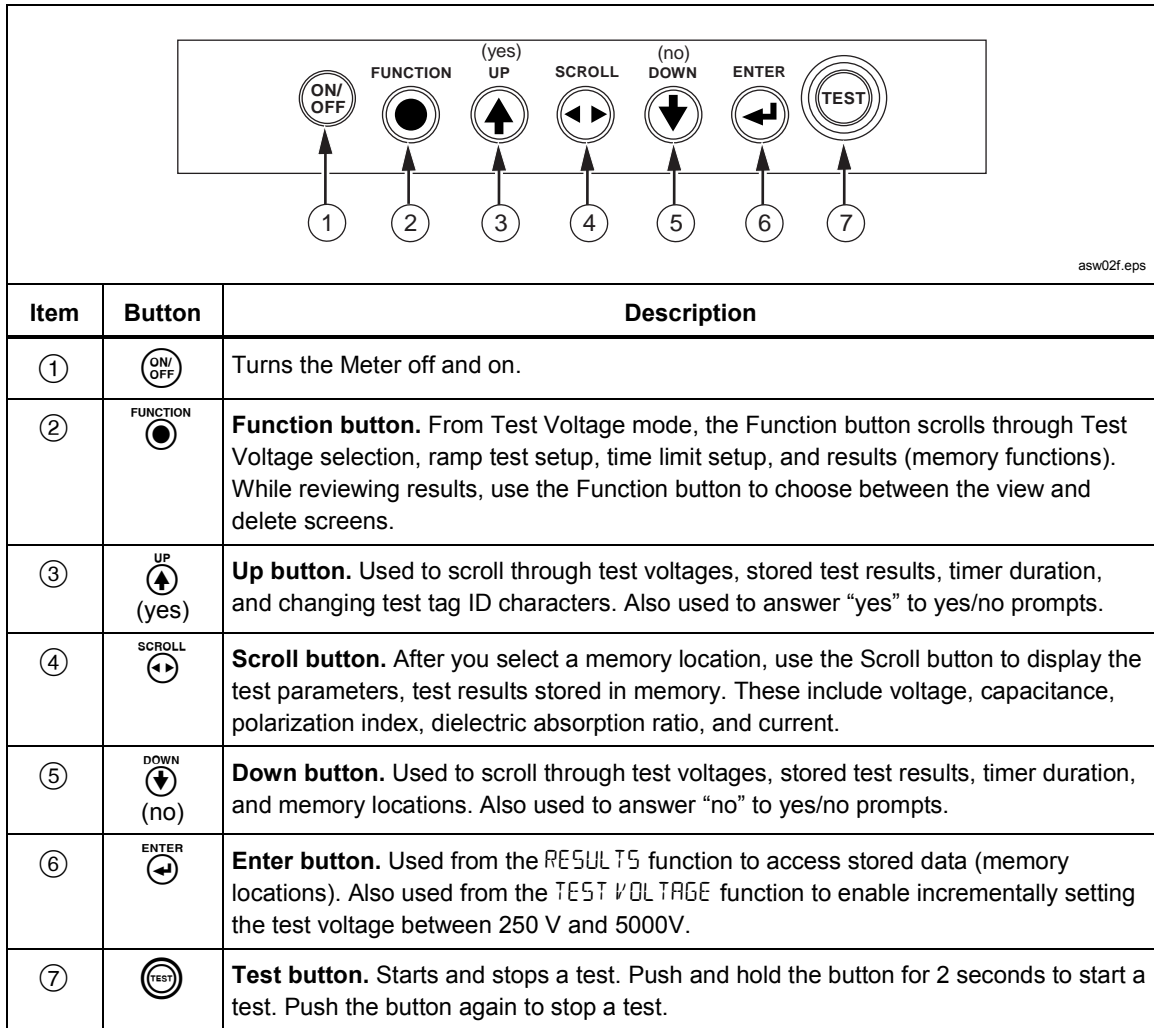 (yes) (no)
FUNCTION UP SCROLL DOWN ENTER
ON/
OFF
TEST
1 2 3 4 5 6 7
asw02f.eps
Item Button Description
1 ON/
OFF
Turns the Meter off and on.
2 FUNCTION
Function button. From Test Voltage mode, the Function button scrolls through Test
Voltage selection, ramp test setup, time limit setup, and results (memory functions).
While reviewing results, use the Function button to choose between the view and
delete screens.
3 UP
(yes)
Up button. Used to scroll through test voltages, stored test results, timer duration,
and changing test tag ID characters. Also used to answer “yes” to yes/no prompts.
4 SCROLL
Scroll button. After you select a memory location, use the Scroll button to display the
test parameters, test results stored in memory. These include voltage, capacitance,
polarization index, dielectric absorption ratio, and current.
5 DOWN
(no)
Down button. Used to scroll through test voltages, stored test results, timer duration,
and memory locations. Also used to answer “no” to yes/no prompts.
6 ENTER
Enter button. Used from the RESULTS function to access stored data (memory
locations). Also used from the TEST VOLTAGE function to enable incrementally setting
the test voltage between 250 V and 5000V.
7 TEST
Test button. Starts and stops a test. Push and hold the button for 2 seconds to start a
test. Push the button again to stop a test.